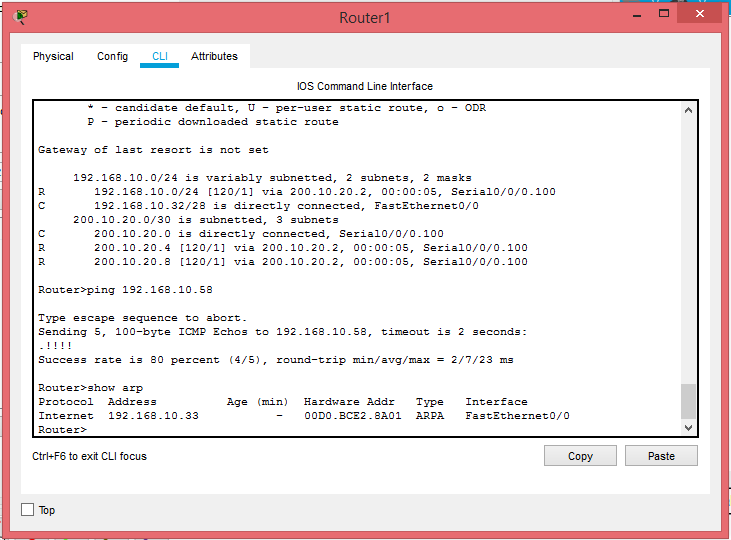 Router1
Physical Config CLI Attributes
IOS Command Line Interface
* - candidate default, U - per-user static route, o - ODR
P - periodic downloaded static route
Gateway of last resort is not set
192.168.10.0/24 is variably subnetted, 2 subnets, 2 masks
R 192.168.10.0/24 [120/1] via 200.10.20.2, 00:00:05, Serial0/0/0.100
C 192.168.10.32/28 is directly connected, FastEthernet0/0
200.10.20.0/30 is subnetted, 3 subnets
C 200.10.20.0 is directly connected, Serial0/0/0.100
R 200.10.20.4 [120/1] via 200.10.20.2, 00:00:05, Serial0/0/0.100
R 200.10.20.8 [120/1] via 200.10.20.2, 00:00:05, Serial0/0/0.100
Router>ping 192.168.10.58
Type escape sequence to abort.
Sending 5, 100-byte ICMP Echos to 192.168.10.58, timeout is 2 seconds:
.!!!!
Success rate is 80 percent (4/5), round-trip min/avg/max = 2/7/23 ms
Router>show arp
Protocol Address Age (min) Hardware Addr Type Interface
Internet 192.168.10.33 - 00D0.BCE2.8A01 ARPA FastEthernet0/0
Router>
Ctrl+F6 to exit CLI focus
Copy Paste
Top